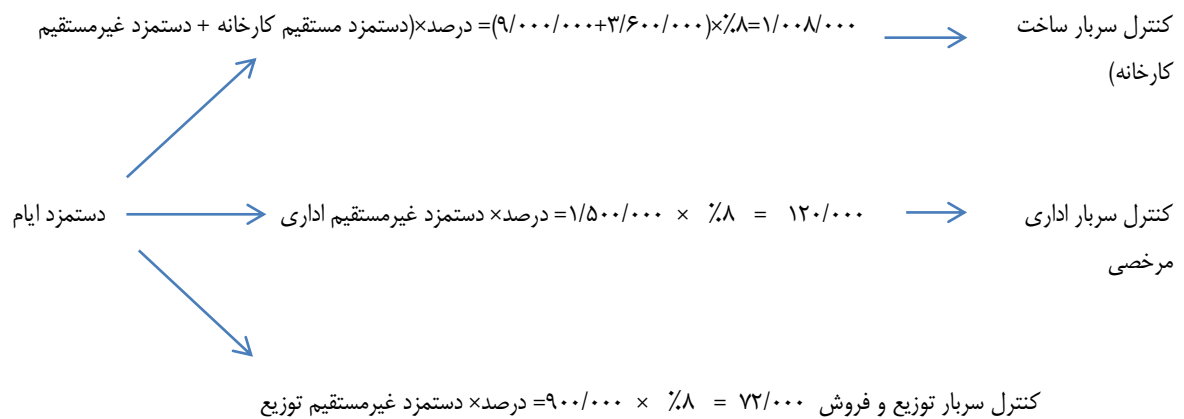 کنترل سربار ساخت ۱/۰۰۸/۰۰۰=٪۸×(۹/۰۰۰/۰۰۰+۳/۶۰۰/۰۰۰)= درصد×(دستمزد مستقیم کارخانه + دستمزد غیرمستقیم
کارخانه)
کنترل سربار اداری ۱۲۰/۰۰۰ = ٪۸ × ۱/۵۰۰/۰۰۰= درصد× دستمزد غیرمستقیم اداری دستمزد ایام
مرخصی
کنترل سربار توزیع و فروش ۷۲/۰۰۰ = ٪۸ × ۹۰۰/۰۰۰= درصد× دستمزد غیرمستقیم توزیع